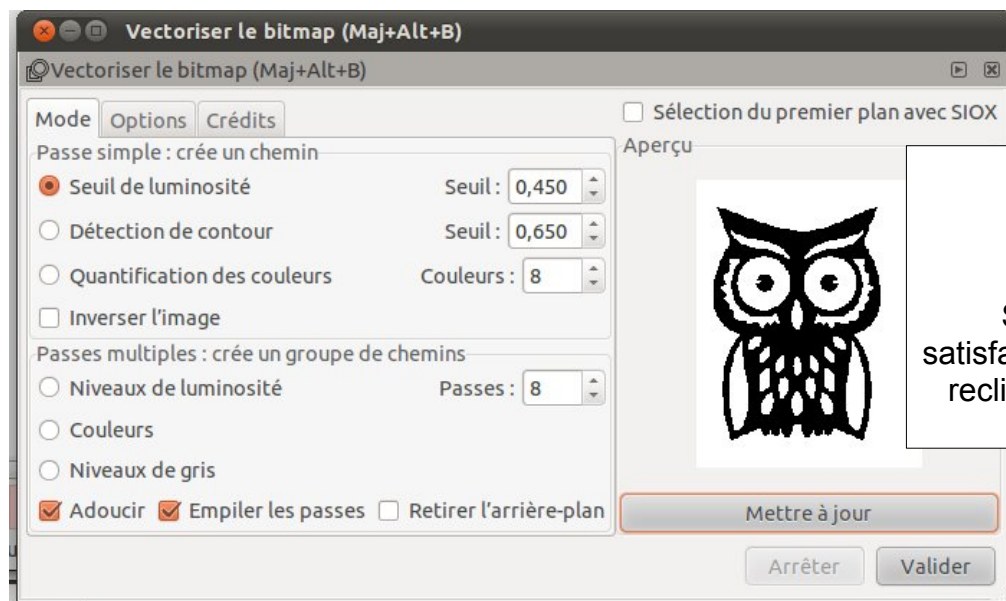 Vectoriser le bitmap (Maj+Alt+B)
Vectoriser le bitmap (Maj+Alt+B)
Mode Options Crédits
Sélection du premier plan avec SIOX
Passe simple : crée un chemin
Seuil de luminosité Seuil : 0,450
Détection de contour Seuil : 0,650
Quantification des couleurs Couleurs : 8
Inverser l'image
Passes multiples : crée un groupe de chemins
Niveaux de luminosité Passes : 8
Couleurs
Niveaux de gris
Adoucir Empiler les passes Retirer l'arrière-plan
Aperçu
Mettre à jour
Arrêter Valider